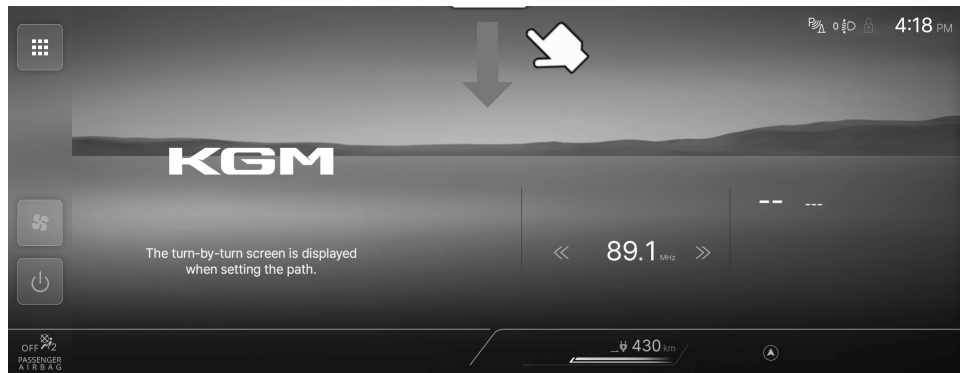 4:18 PM
KGM
The turn-by-turn screen is displayed
when setting the path.
-- ---
89.1 MHz
OFF 2
PASSENGER
AIRBAG
430 km